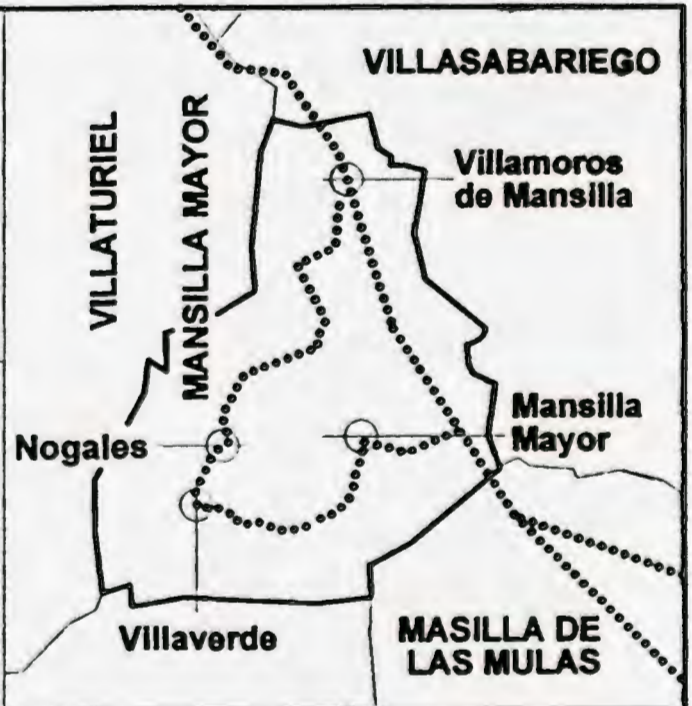 VILLASABARIEGO
VILLATURIEL
MANSILLA MAYOR
Villamoros
de Mansilla
Mansilla
Mayor
Nogales
Villaverde
MASILLA DE
LAS MULAS